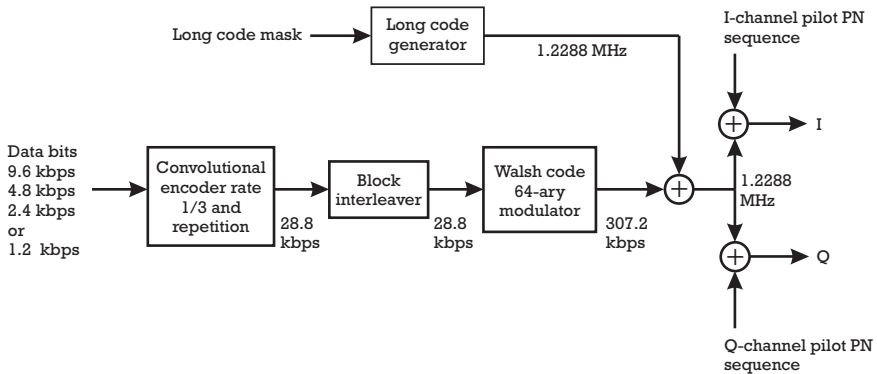 I-channel pilot PN
sequence
Long code mask
Long code
generator
1.2288 MHz
I
Data bits
9.6 kbps
4.8 kbps
2.4 kbps
or
1.2 kbps
Convolutional
encoder rate
1/3 and
repetition
28.8
kbps
Block
interleaver
28.8
kbps
Walsh code
64-ary
modulator
307.2
kbps
1.2288
MHz
Q
Q-channel pilot PN
sequence